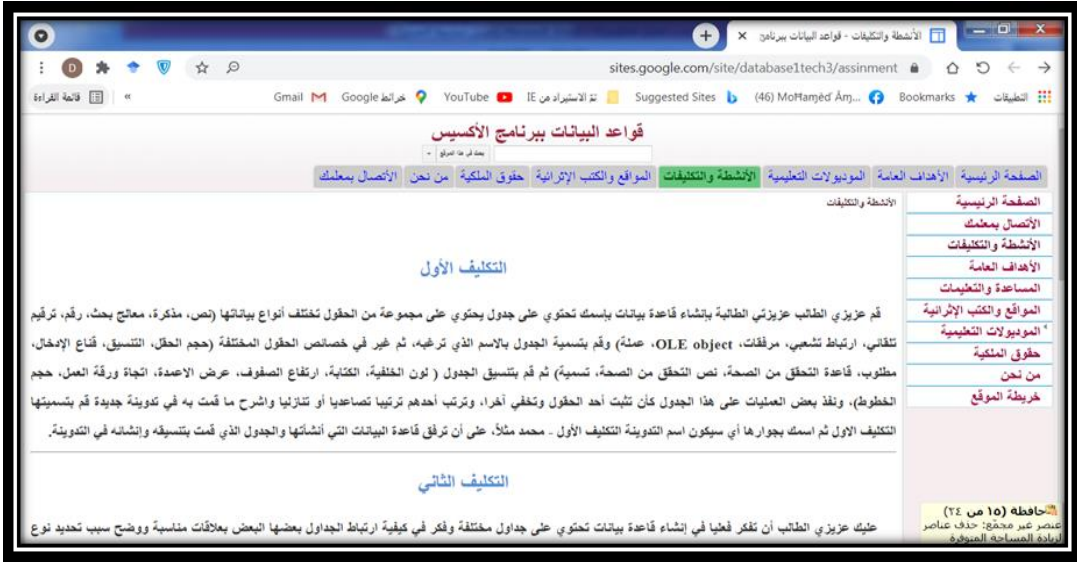 الأنشطة والتكليفات - قواعد البيانات ببرنامج
sites.google.com/site/database1tech3/assinment
التطبيقات Bookmarks (46) MoHamed Am... Suggested Sites تم الاستيراد من IE YouTube خرائط Google Gmail » قائمة القراءة
قواعد البيانات ببرنامج الأكسيس
بحث في هذا الموقع
الصفحة الرئيسية الأهداف العامة الموديولات التعليمية الأنشطة والتكليفات المواقع والكتب الإثرائية حقوق الملكية من نحن الأتصال بمعلمك
الصفحة الرئيسية
الأتصال بمعلمك
الأنشطة والتكليفات
الأهداف العامة
المساعدة والتعليمات
المواقع والكتب الإثرائية
الموديولات التعليمية
حقوق الملكية
من نحن
خريطة الموقع
الأنشطة والتكليفات
التكليف الأول
قم عزيزي الطالب عزيزتي الطالبة بإنشاء قاعدة بيانات بإسمك تحتوي على جدول يحتوي على مجموعة من الحقول تختلف أنواع بياناتها (نص، مذكرة، معالج بحث، رقم، ترقيم
تلقائي، ارتباط تشعبي، مرفقات، OLE object، عملة) وقم بتسمية الجدول بالاسم الذي ترغبه، ثم غير في خصائص الحقول المختلفة (حجم الحقل، التنسيق، قناع الإدخال،
مطلوب، قاعدة التحقق من الصحة، نص التحقق من الصحة، تسمية) ثم قم بتنسيق الجدول ( لون الخلفية، الكتابة، ارتفاع الصفوف، عرض الاعمدة، اتجاة ورقة العمل، حجم
الخطوط)، ونفذ بعض العمليات على هذا الجدول كأن تثبت أحد الحقول وتخفي آخرا، وترتب أحدهم ترتيبا تصاعديا أو تنازليا واشرح ما قمت به في تدوينة جديدة قم بتسميتها
التكليف الاول ثم اسمك بجوارها أي سيكون اسم التدوينة التكليف الأول - محمد مثلاً، على أن ترفق قاعدة البيانات التي أنشأتها والجدول الذي قمت بتنسيقه وإنشائه في التدوينة.
التكليف الثاني
عليك عزيزي الطالب أن تفكر فعليا في إنشاء قاعدة بيانات تحتوي على جداول مختلفة وفكر في كيفية ارتباط الجداول بعضها البعض بعلاقات مناسبة ووضح سبب تحديد نوع
حافظة (١٥ من ٢٤)
عنصر غير مجمّع: حذف عناصر
لزيادة المساحة المتوفرة